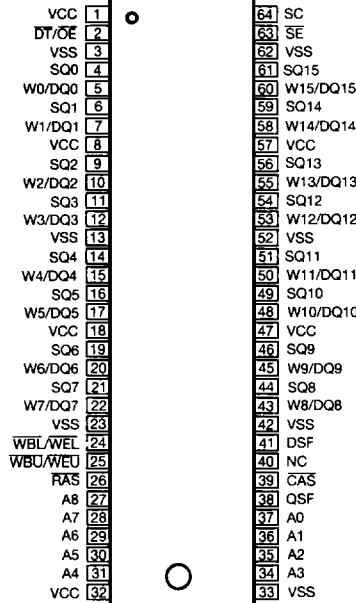 VCC 1 64 SC
DT/OE 2 63 SE
VSS 3 62 VSS
SQ0 4 61 SQ15
W0/DQ0 5 60 W15/DQ15
SQ1 6 59 SQ14
W1/DQ1 7 58 W14/DQ14
VCC 8 57 VCC
SQ2 9 56 SQ13
W2/DQ2 10 55 W13/DQ13
SQ3 11 54 SQ12
W3/DQ3 12 53 W12/DQ12
VSS 13 52 VSS
SQ4 14 51 SQ11
W4/DQ4 15 50 W11/DQ11
SQ5 16 49 SQ10
W5/DQ5 17 48 W10/DQ10
VCC 18 47 VCC
SQ6 19 46 SQ9
W6/DQ6 20 45 W9/DQ9
SQ7 21 44 SQ8
W7/DQ7 22 43 W8/DQ8
VSS 23 42 VSS
WBL/WEL 24 41 DSF
WBU/WEU 25 40 NC
RAS 26 39 CAS
A8 27 38 QSF
A7 28 37 A0
A6 29 36 A1
A5 30 35 A2
A4 31 34 A3
VCC 32 33 VSS